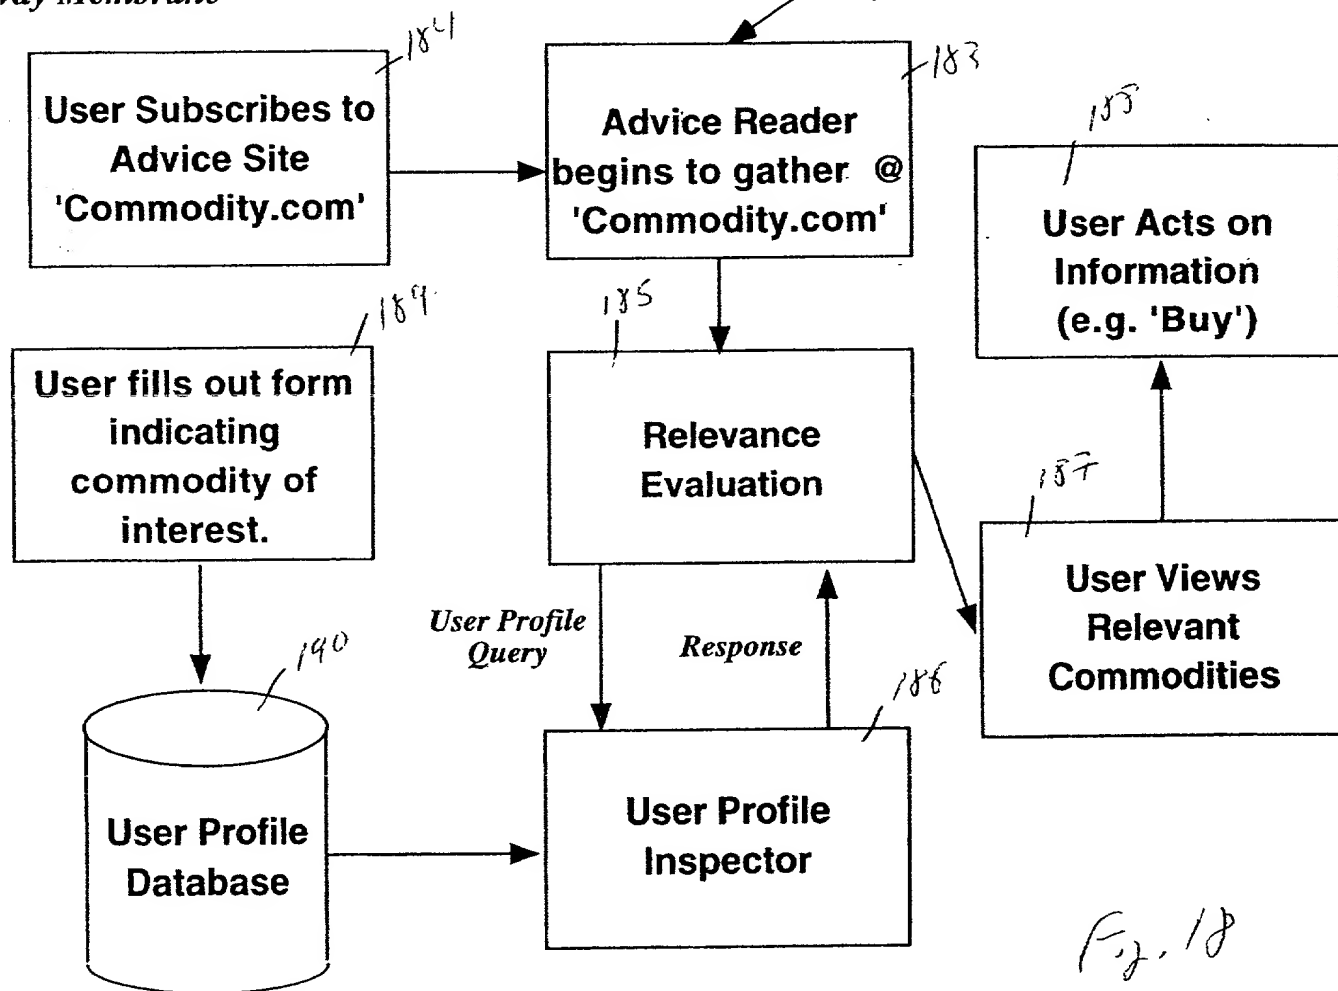 Membrane
184
183
User Subscribes to
Advice Site
'Commodity.com'
Advice Reader
begins to gather @
'Commodity.com'
188
User Acts on
Information
(e.g. 'Buy')
189
185
User fills out form
indicating
commodity of
interest.
Relevance
Evaluation
187
User Views
Relevant
Commodities
User Profile
Query
Response
190
186
User Profile
Database
User Profile
Inspector
Fig. 18